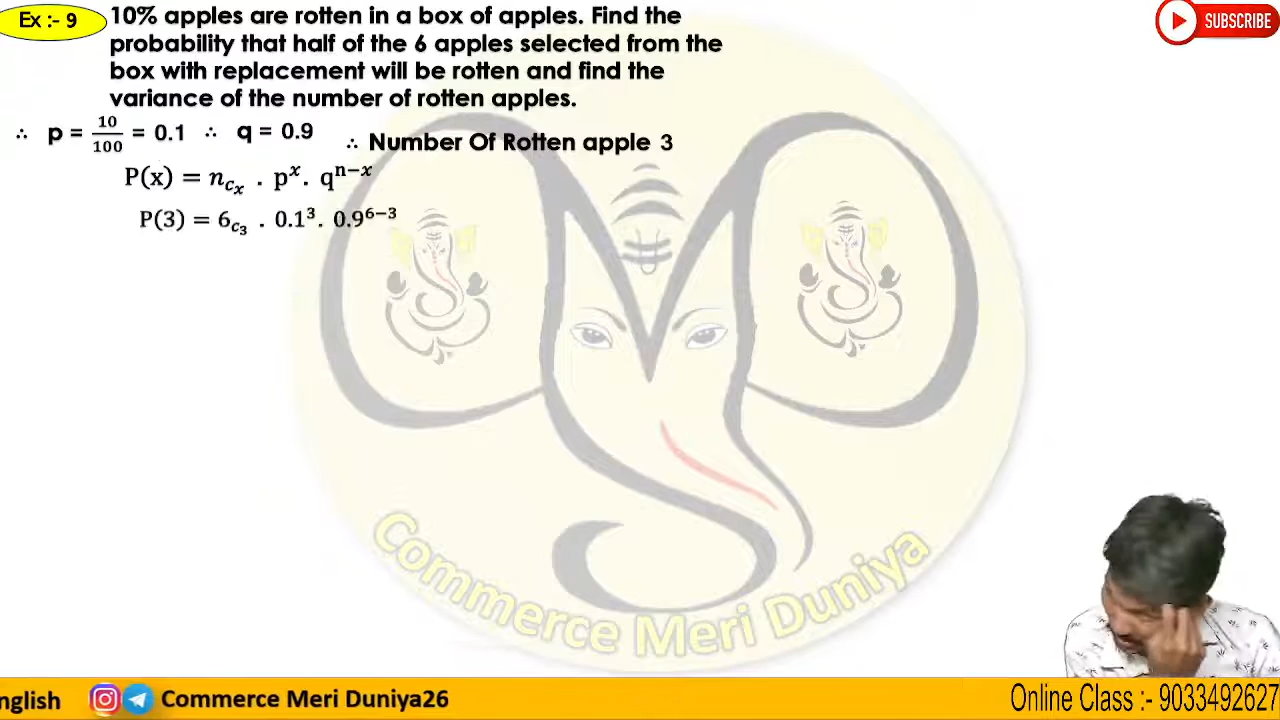 Ex :- 9
10% apples are rotten in a box of apples. Find the
probability that half of the 6 apples selected from the
box with replacement will be rotten and find the
variance of the number of rotten apples.
∴ p = 10/100 = 0.1 ∴ q = 0.9 ∴ Number Of Rotten apple 3
P(x) = n_{c_x} . p^x. q^{n−x}
P(3) = 6_{c_3} . 0.1^3. 0.9^{6−3}
SUBSCRIBE
Commerce Meri Duniya
nglish Commerce Meri Duniya26
Online Class :- 9033492627